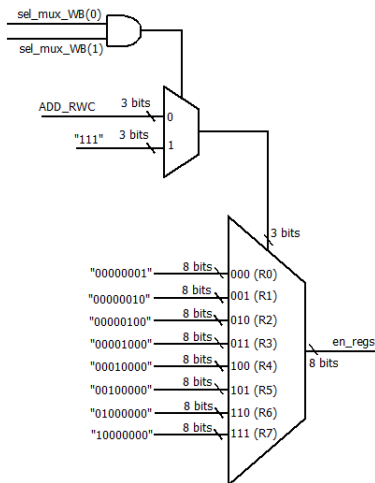 sel_mux_WB(0)
sel_mux_WB(1)
ADD_RWC 3 bits 0
"111" 3 bits 1
3 bits
"00000001" 8 bits 000 (R0)
"00000010" 8 bits 001 (R1)
"00000100" 8 bits 010 (R2)
"00001000" 8 bits 011 (R3)
en_regs
"00010000" 8 bits 100 (R4)
8 bits
"00100000" 8 bits 101 (R5)
"01000000" 8 bits 110 (R6)
"10000000" 8 bits 111 (R7)